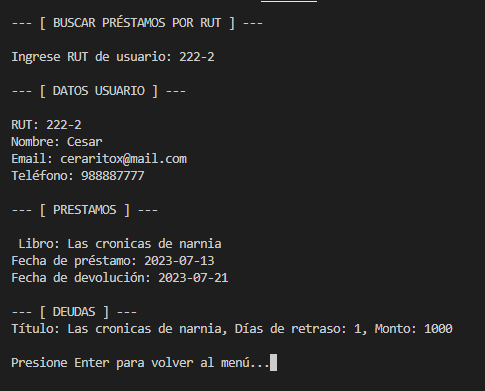 --- [ BUSCAR PRÉSTAMOS POR RUT ] ---
Ingrese RUT de usuario: 222-2
--- [ DATOS USUARIO ] ---
RUT: 222-2
Nombre: Cesar
Email: ceraritox@mail.com
Teléfono: 988887777
--- [ PRESTAMOS ] ---
Libro: Las cronicas de narnia
Fecha de préstamo: 2023-07-13
Fecha de devolución: 2023-07-21
--- [ DEUDAS ] ---
Título: Las cronicas de narnia, Días de retraso: 1, Monto: 1000
Presione Enter para volver al menú...